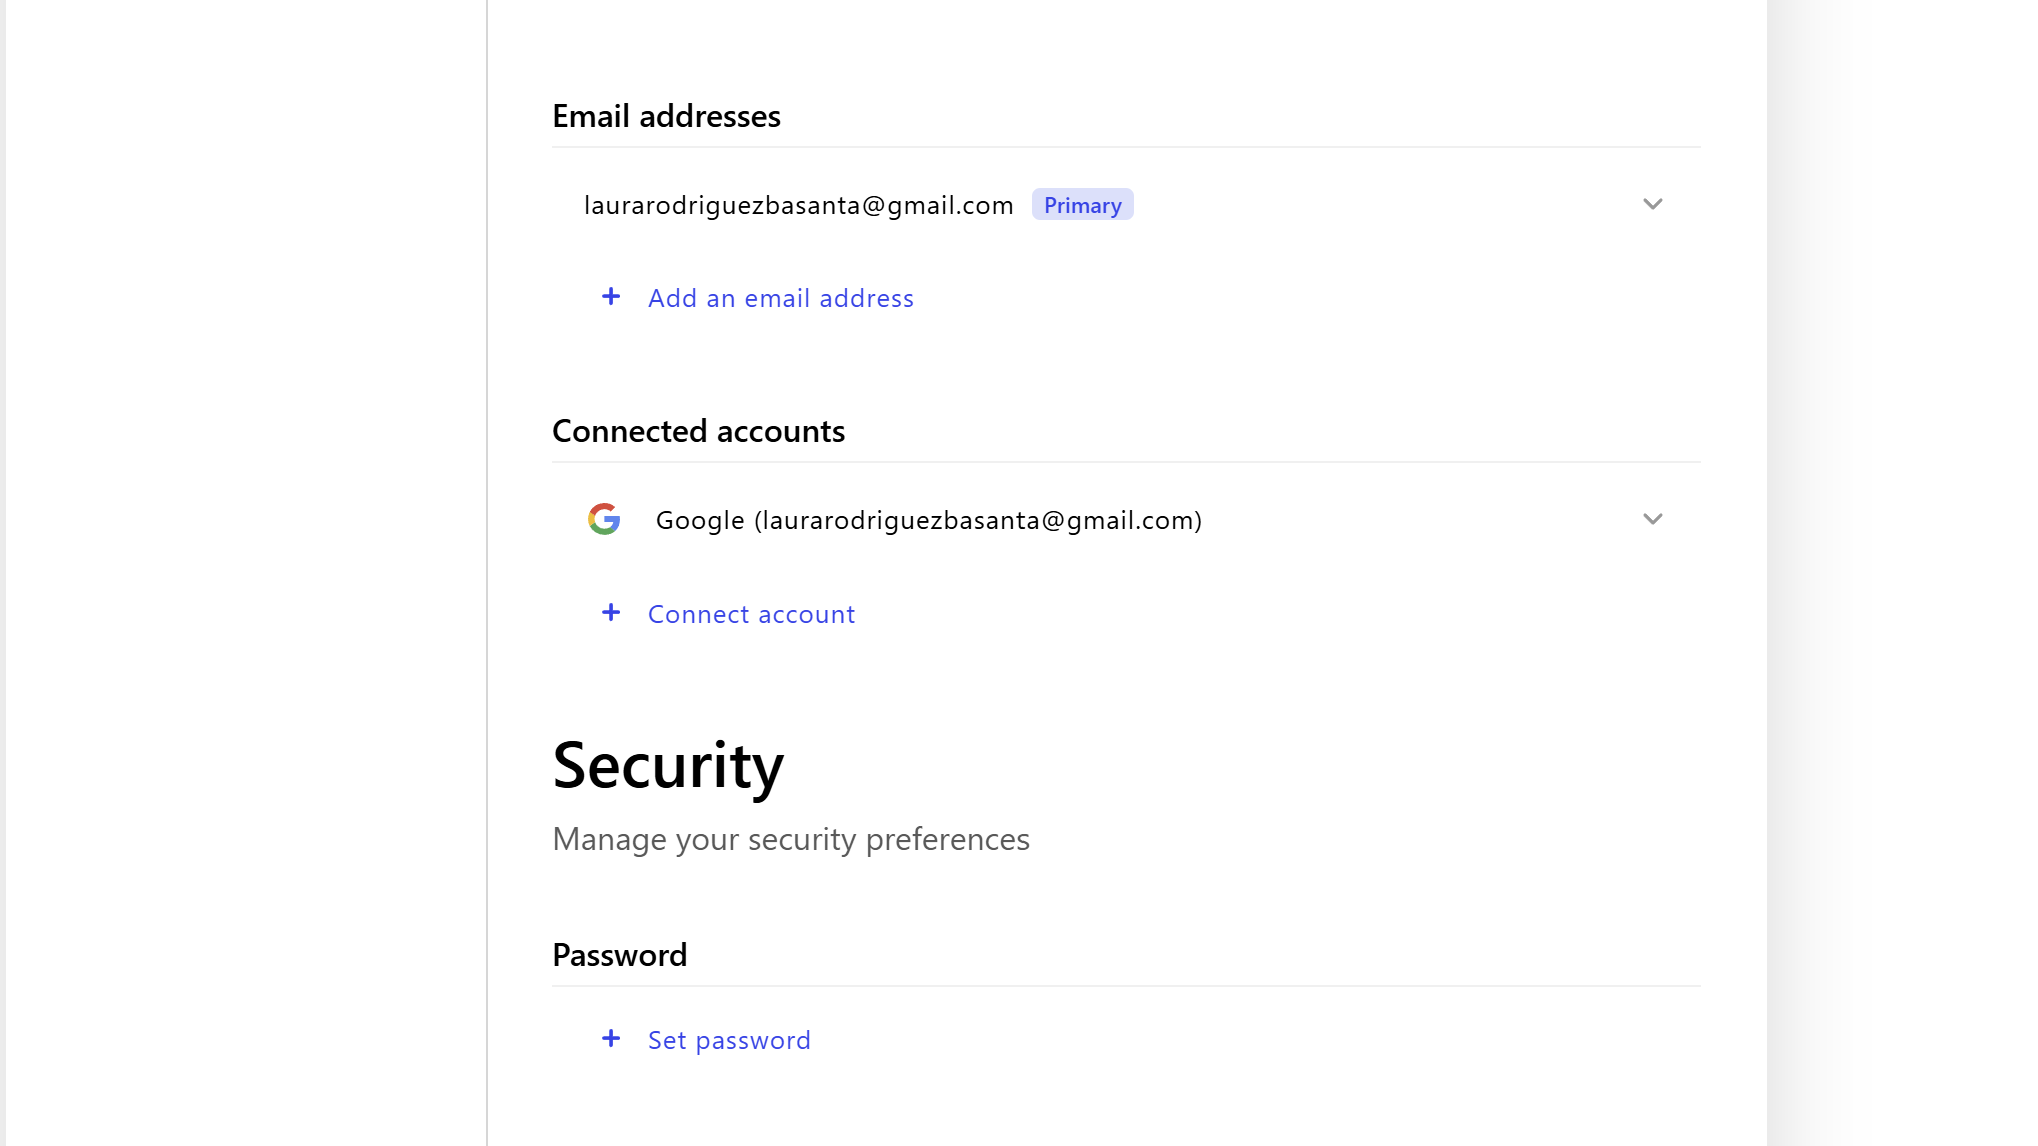 Email addresses
laurarodriguezbasanta@gmail.com Primary
+ Add an email address
Connected accounts
Google (laurarodriguezbasanta@gmail.com)
+ Connect account
Security
Manage your security preferences
Password
+ Set password